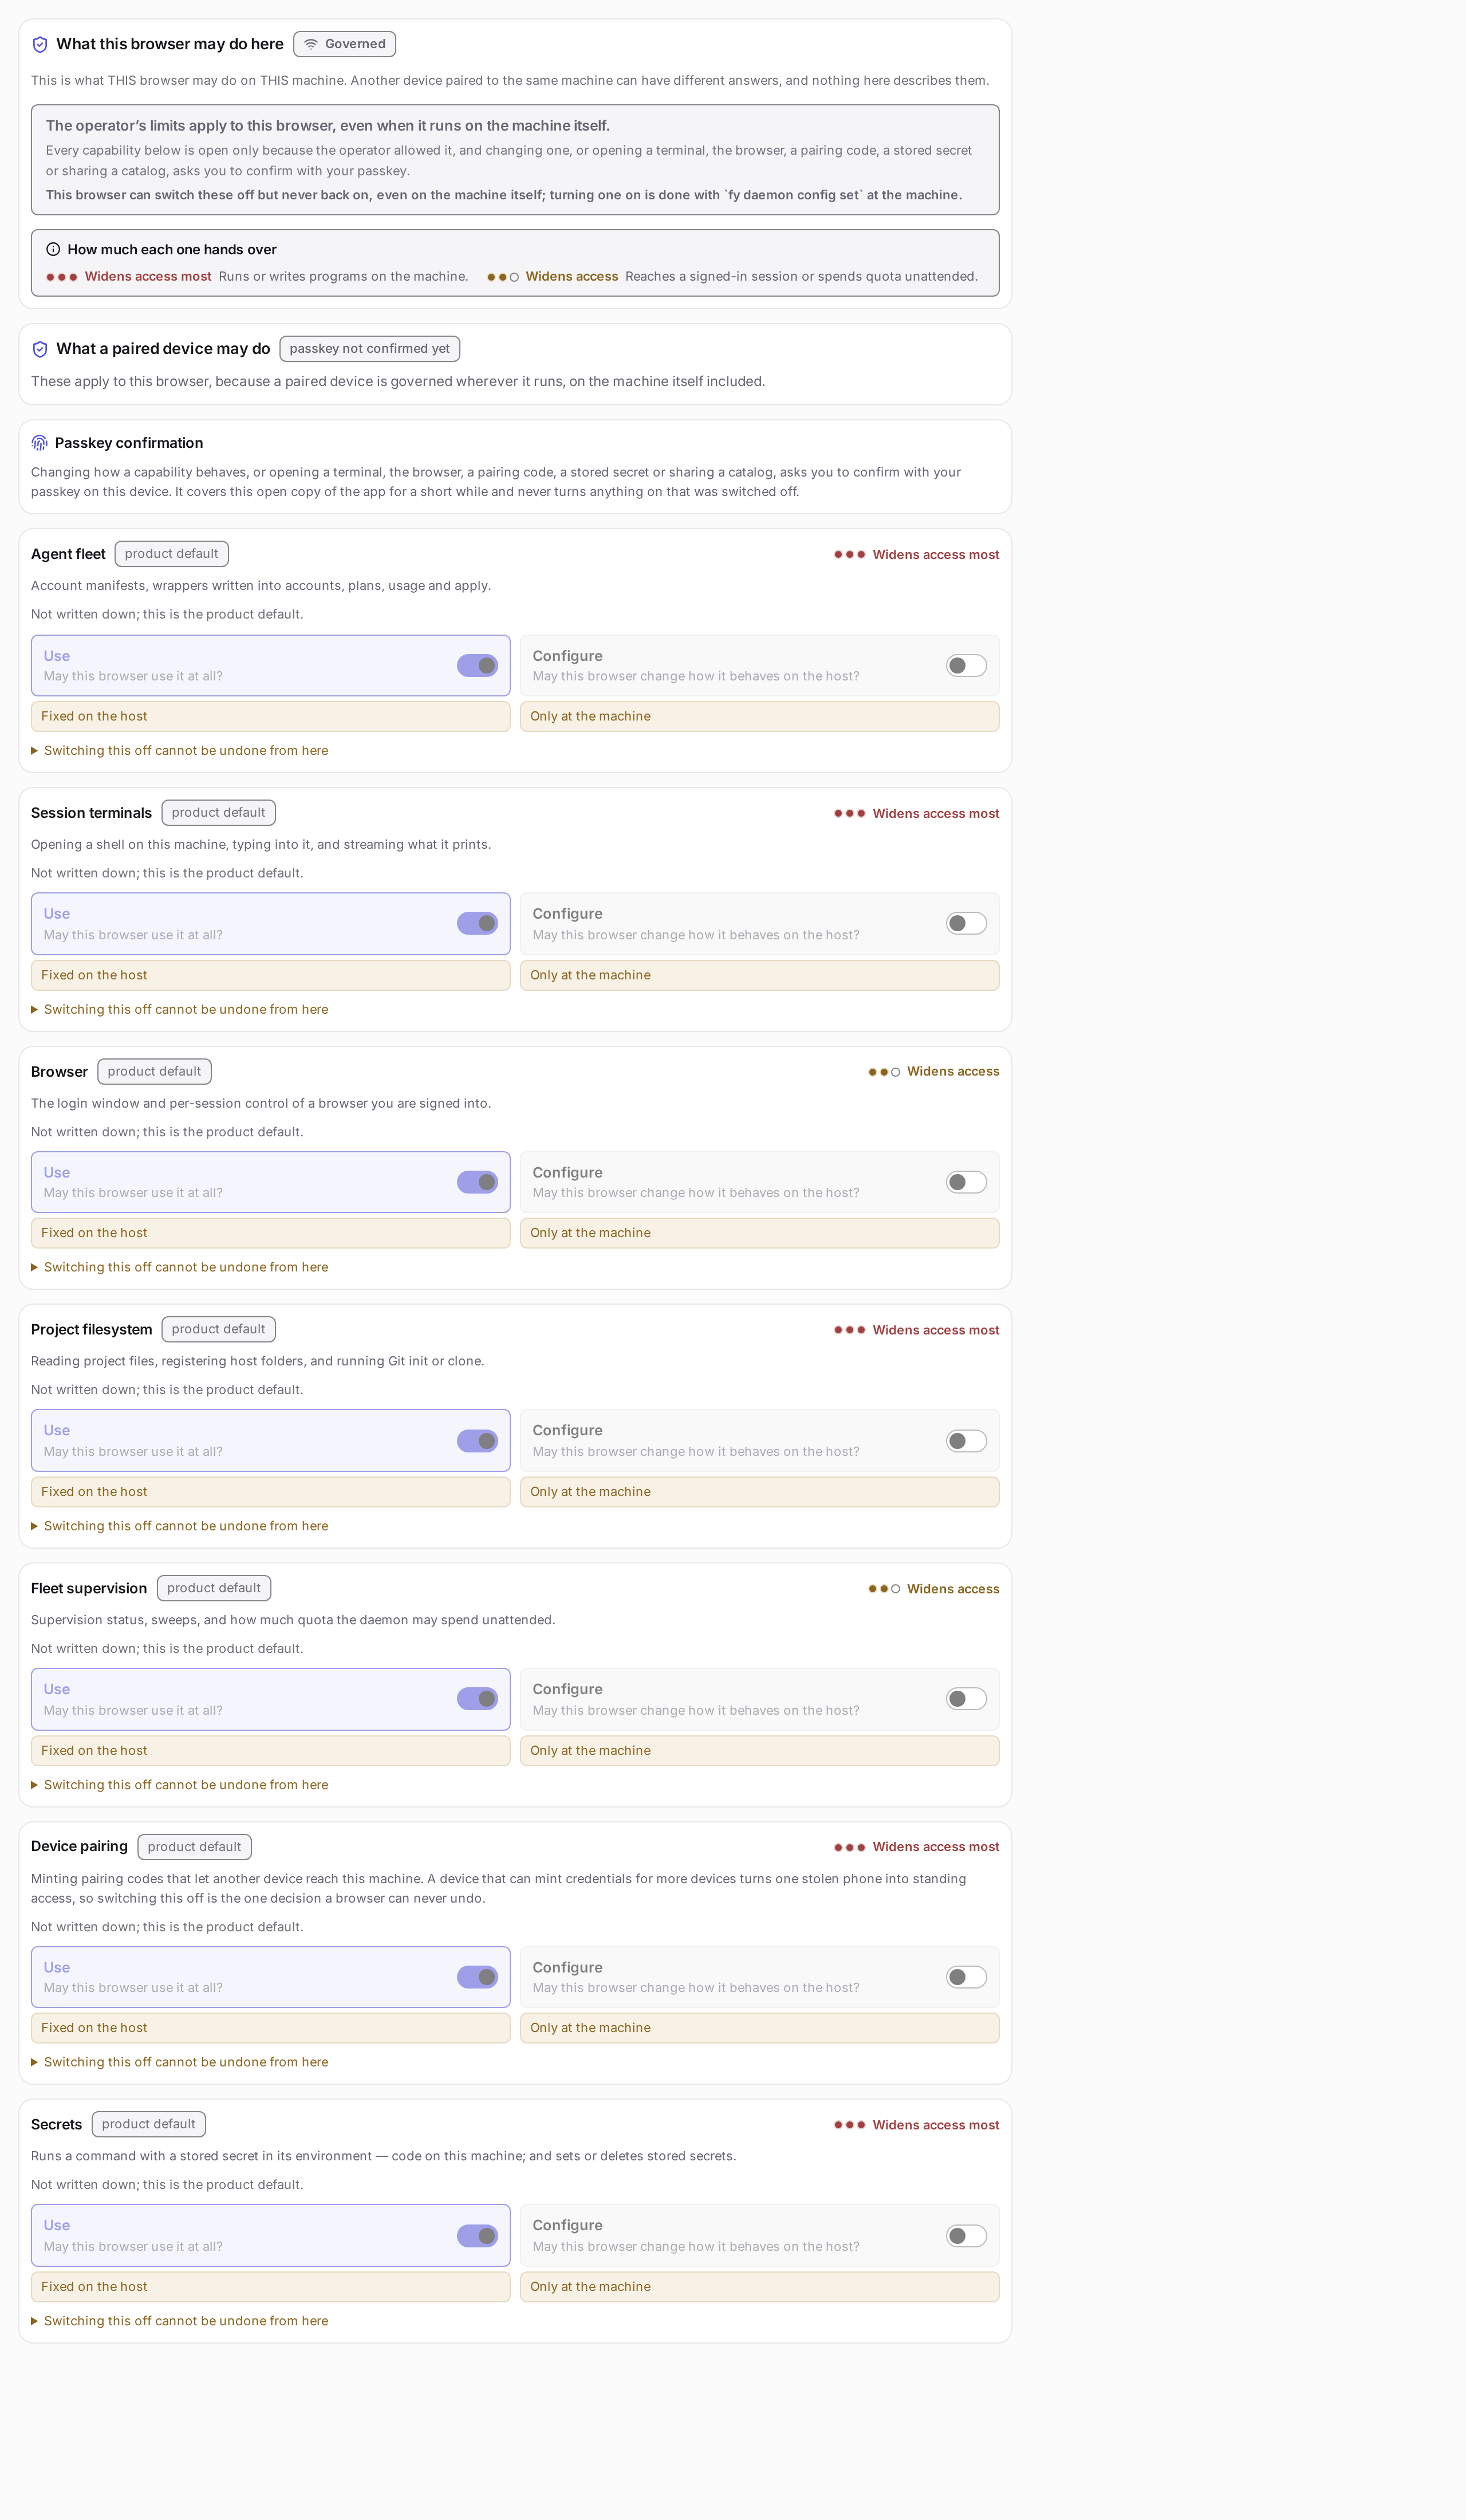 What this browser may do here
Governed
This is what THIS browser may do on THIS machine. Another device paired to the same machine can have different answers, and nothing here describes them.
The operator’s limits apply to this browser, even when it runs on the machine itself.
Every capability below is open only because the operator allowed it, and changing one, or opening a terminal, the browser, a pairing code, a stored secret
or sharing a catalog, asks you to confirm with your passkey.
This browser can switch these off but never back on, even on the machine itself; turning one on is done with `fy daemon config set` at the machine.
How much each one hands over
Widens access most Runs or writes programs on the machine. Widens access Reaches a signed-in session or spends quota unattended.
What a paired device may do
passkey not confirmed yet
These apply to this browser, because a paired device is governed wherever it runs, on the machine itself included.
Passkey confirmation
Changing how a capability behaves, or opening a terminal, the browser, a pairing code, a stored secret or sharing a catalog, asks you to confirm with your
passkey on this device. It covers this open copy of the app for a short while and never turns anything on that was switched off.
Agent fleet
product default
Widens access most
Account manifests, wrappers written into accounts, plans, usage and apply.
Not written down; this is the product default.
Use
May this browser use it at all?
Configure
May this browser change how it behaves on the host?
Fixed on the host
Only at the machine
Switching this off cannot be undone from here
Session terminals
product default
Widens access most
Opening a shell on this machine, typing into it, and streaming what it prints.
Not written down; this is the product default.
Use
May this browser use it at all?
Configure
May this browser change how it behaves on the host?
Fixed on the host
Only at the machine
Switching this off cannot be undone from here
Browser
product default
Widens access
The login window and per-session control of a browser you are signed into.
Not written down; this is the product default.
Use
May this browser use it at all?
Configure
May this browser change how it behaves on the host?
Fixed on the host
Only at the machine
Switching this off cannot be undone from here
Project filesystem
product default
Widens access most
Reading project files, registering host folders, and running Git init or clone.
Not written down; this is the product default.
Use
May this browser use it at all?
Configure
May this browser change how it behaves on the host?
Fixed on the host
Only at the machine
Switching this off cannot be undone from here
Fleet supervision
product default
Widens access
Supervision status, sweeps, and how much quota the daemon may spend unattended.
Not written down; this is the product default.
Use
May this browser use it at all?
Configure
May this browser change how it behaves on the host?
Fixed on the host
Only at the machine
Switching this off cannot be undone from here
Device pairing
product default
Widens access most
Minting pairing codes that let another device reach this machine. A device that can mint credentials for more devices turns one stolen phone into standing
access, so switching this off is the one decision a browser can never undo.
Not written down; this is the product default.
Use
May this browser use it at all?
Configure
May this browser change how it behaves on the host?
Fixed on the host
Only at the machine
Switching this off cannot be undone from here
Secrets
product default
Widens access most
Runs a command with a stored secret in its environment — code on this machine; and sets or deletes stored secrets.
Not written down; this is the product default.
Use
May this browser use it at all?
Configure
May this browser change how it behaves on the host?
Fixed on the host
Only at the machine
Switching this off cannot be undone from here